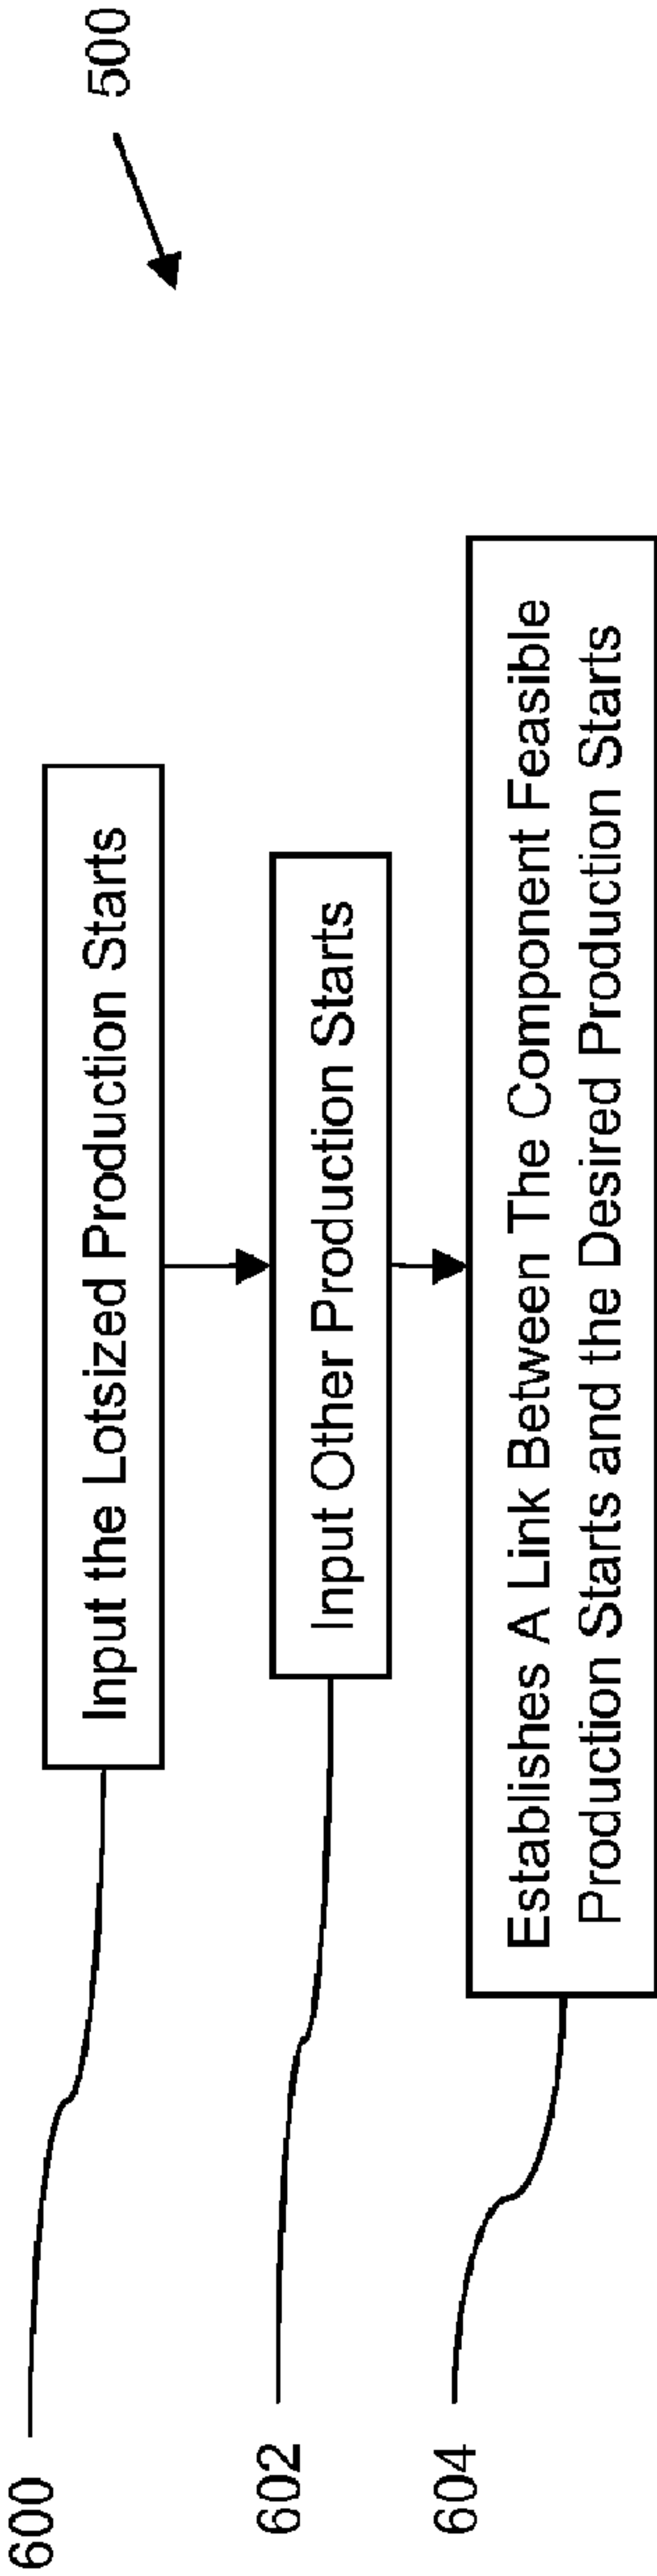 500
600
Input the Lotsized Production Starts
602
Input Other Production Starts
604
Establishes A Link Between The Component Feasible
Production Starts and the Desired Production Starts